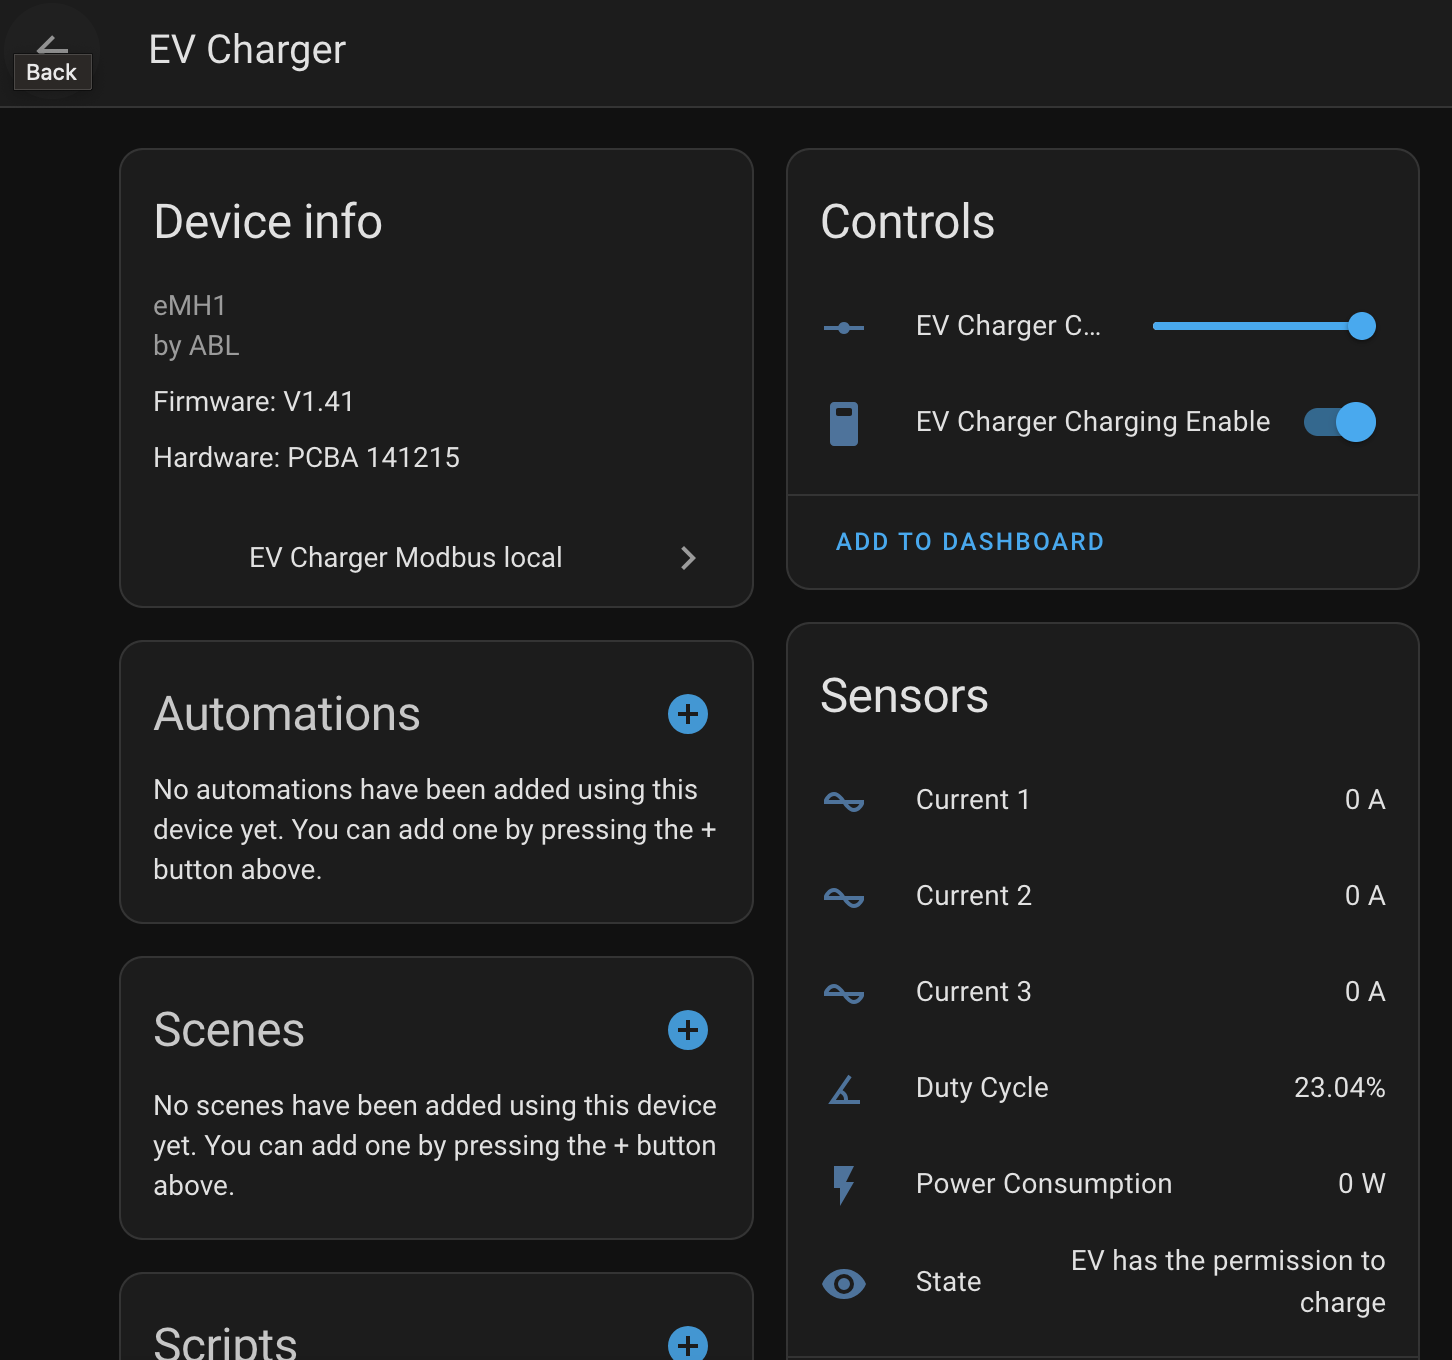 EV Charger
Back
Device info
eMH1
by ABL
Firmware: V1.41
Hardware: PCBA 141215
EV Charger Modbus local
Automations
No automations have been added using this
device yet. You can add one by pressing the +
button above.
Scenes
No scenes have been added using this device
yet. You can add one by pressing the + button
above.
Scripts
Controls
EV Charger C...
EV Charger Charging Enable
ADD TO DASHBOARD
Sensors
Current 1 0 A
Current 2 0 A
Current 3 0 A
Duty Cycle 23.04%
Power Consumption 0 W
State EV has the permission to
charge